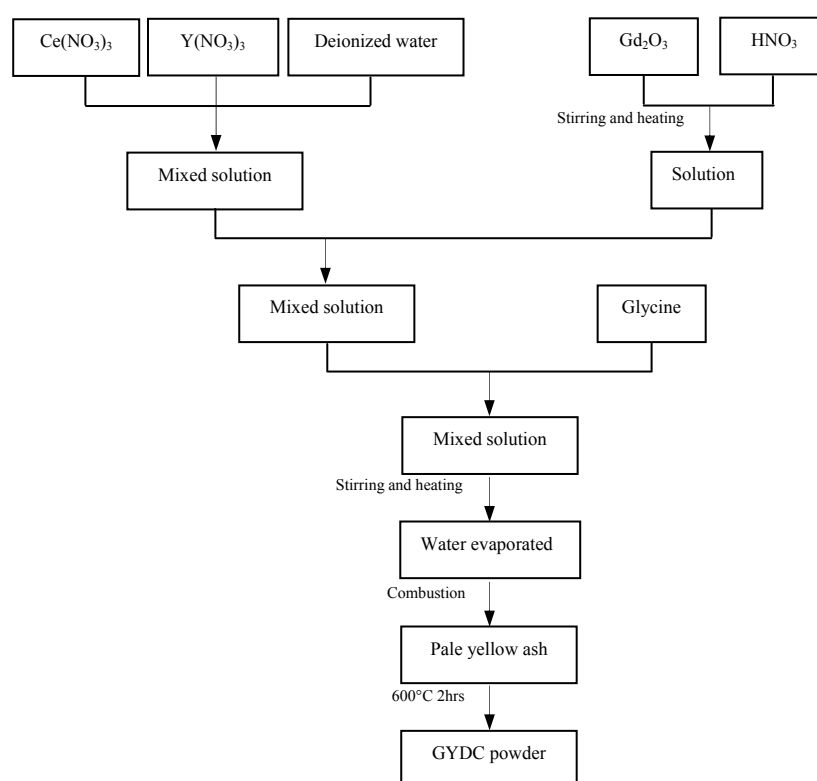 Ce(NO₃)₃
Y(NO₃)₃
Deionized water
Gd₂O₃
HNO₃
Stirring and heating
Mixed solution
Solution
Mixed solution
Glycine
Mixed solution
Stirring and heating
Water evaporated
Combustion
Pale yellow ash
600°C 2hrs
GYDC powder